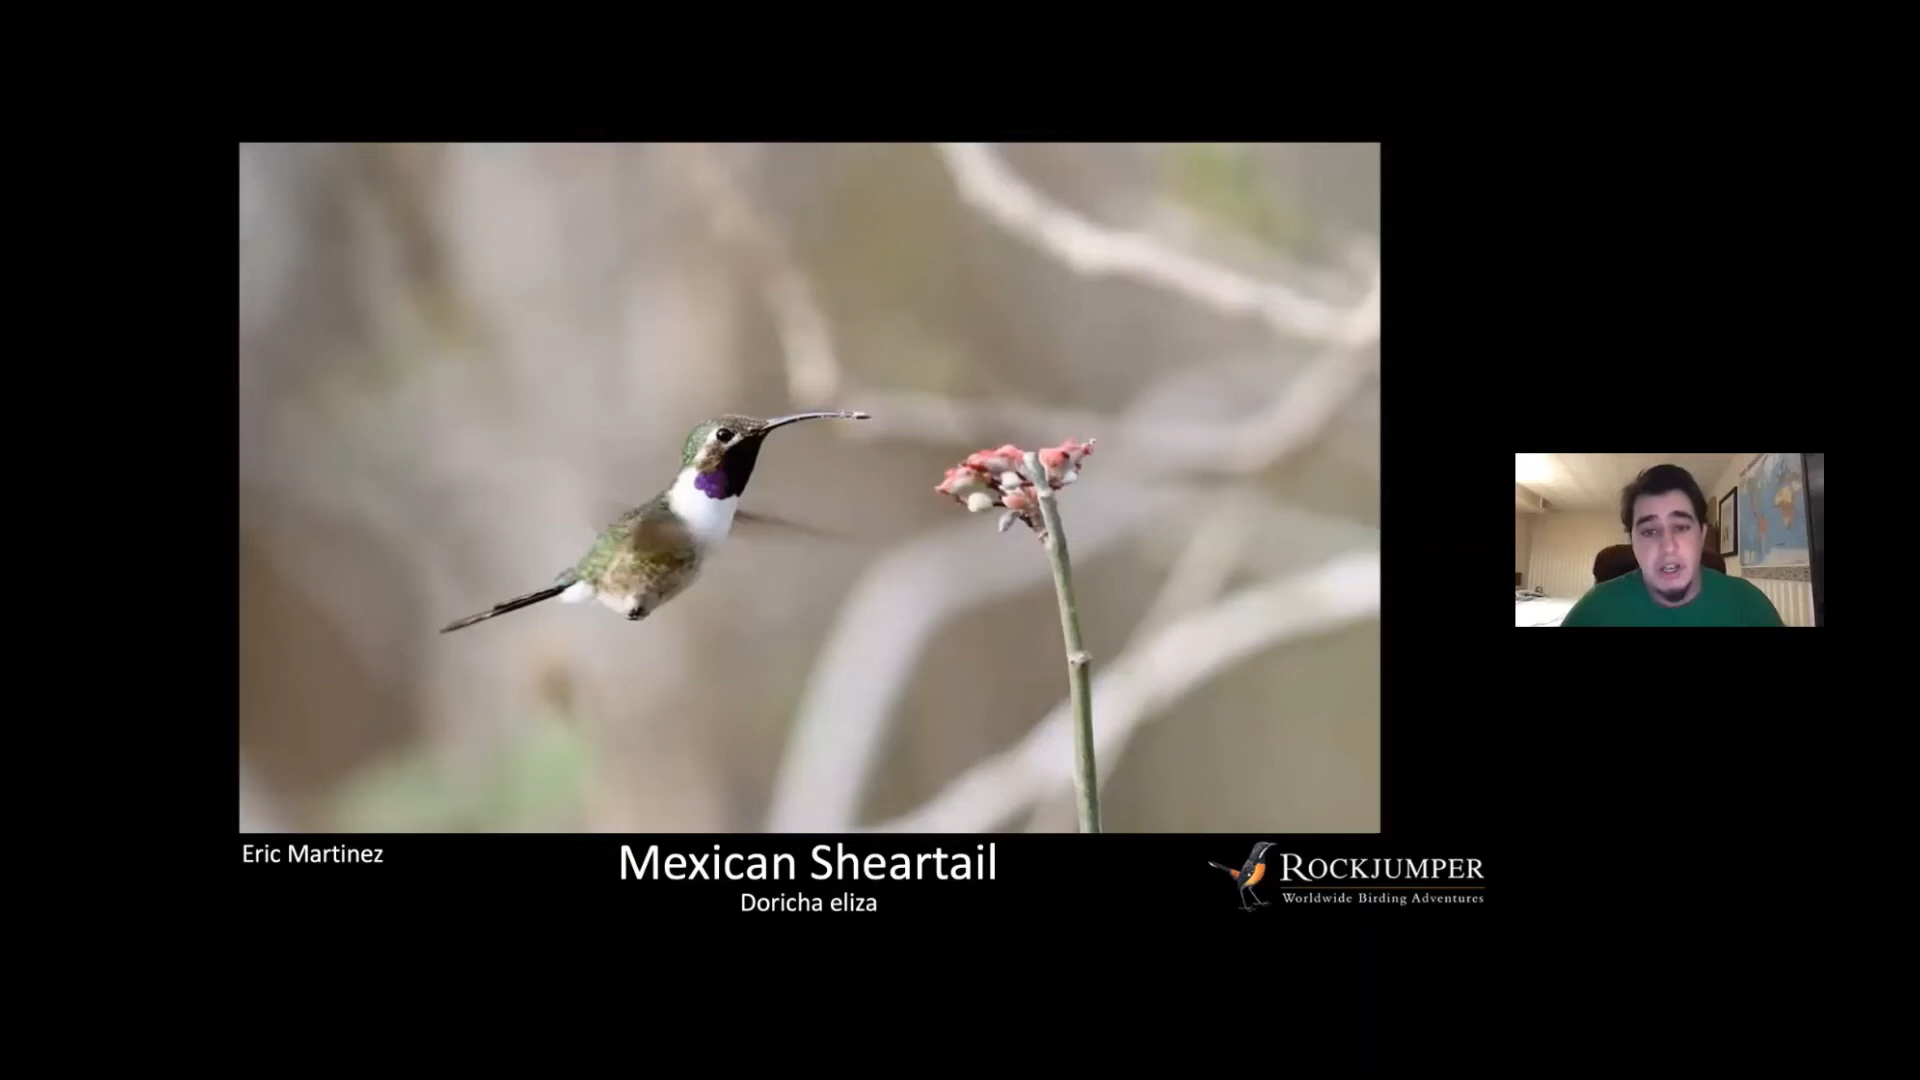 Eric Martinez
Mexican Sheartail
Doricha eliza
ROCKJUMPER
Worldwide Birding Adventures